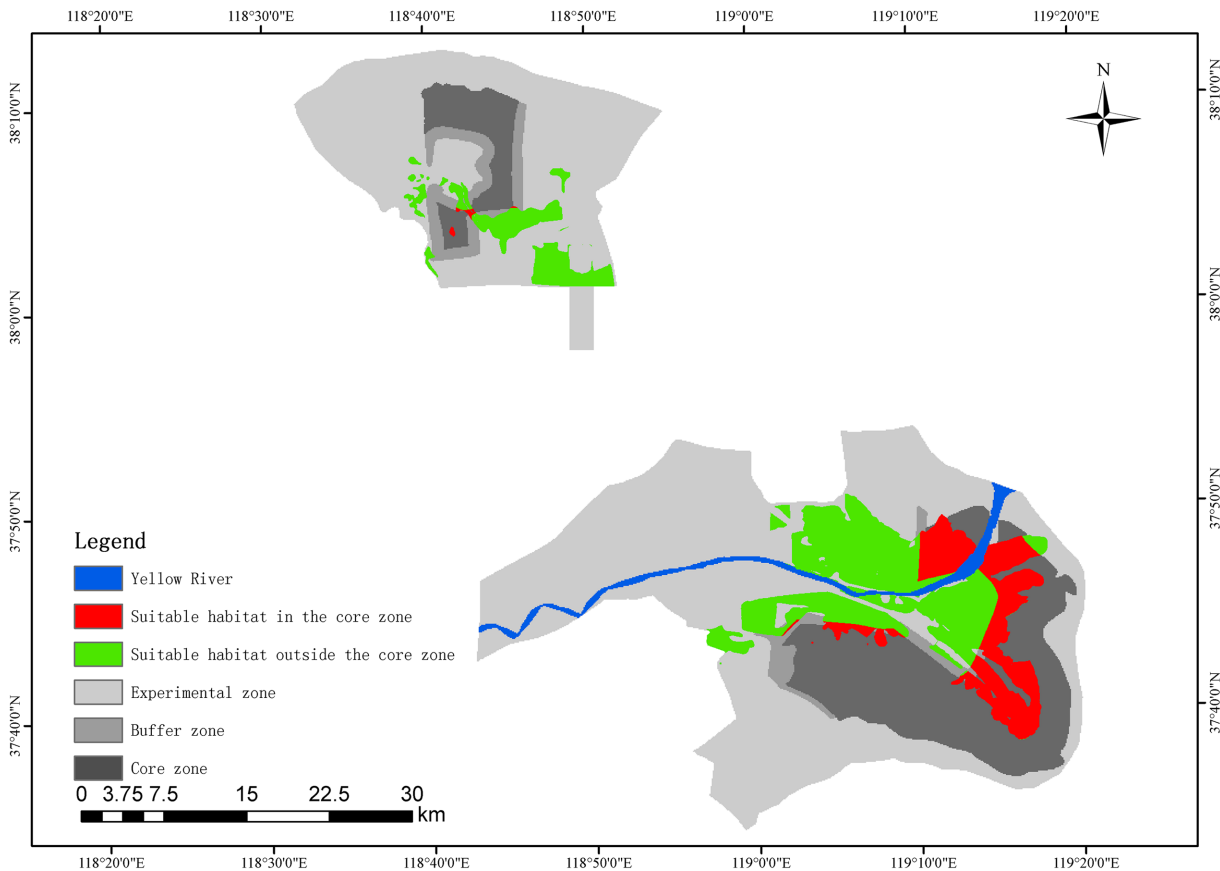 118°20'0"E 118°30'0"E 118°40'0"E 118°50'0"E 119°0'0"E 119°10'0"E 119°20'0"E
38°10'0"N
38°0'0"N
37°50'0"N
37°40'0"N
N
38°10'0"N
38°0'0"N
37°50'0"N
37°40'0"N
Legend
Yellow River
Suitable habitat in the core zone
Suitable habitat outside the core zone
Experimental zone
Buffer zone
Core zone
0 3.75 7.5 15 22.5 30
km
118°20'0"E 118°30'0"E 118°40'0"E 118°50'0"E 119°0'0"E 119°10'0"E 119°20'0"E